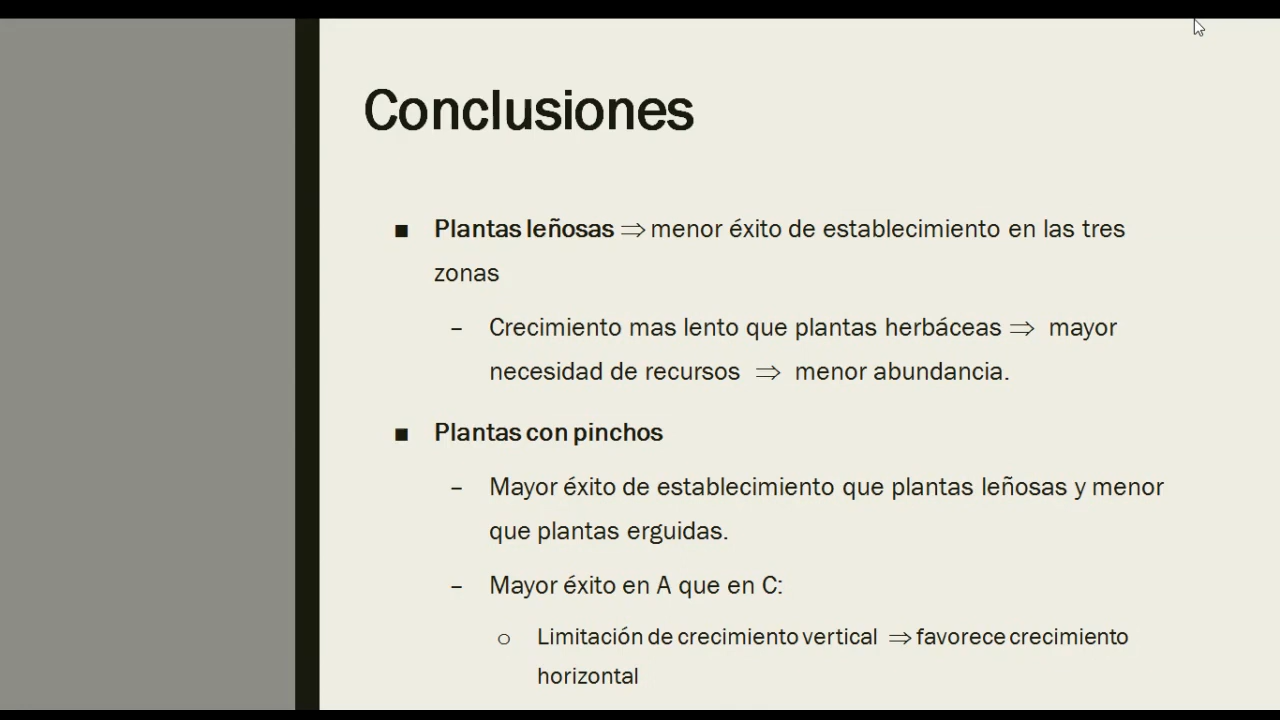 Conclusiones
■ Plantas leñosas ⇒ menor éxito de establecimiento en las tres
zonas
– Crecimiento mas lento que plantas herbáceas ⇒ mayor
necesidad de recursos ⇒ menor abundancia.
■ Plantas con pinchos
– Mayor éxito de establecimiento que plantas leñosas y menor
que plantas erguidas.
– Mayor éxito en A que en C:
o Limitación de crecimiento vertical ⇒ favorece crecimiento
horizontal